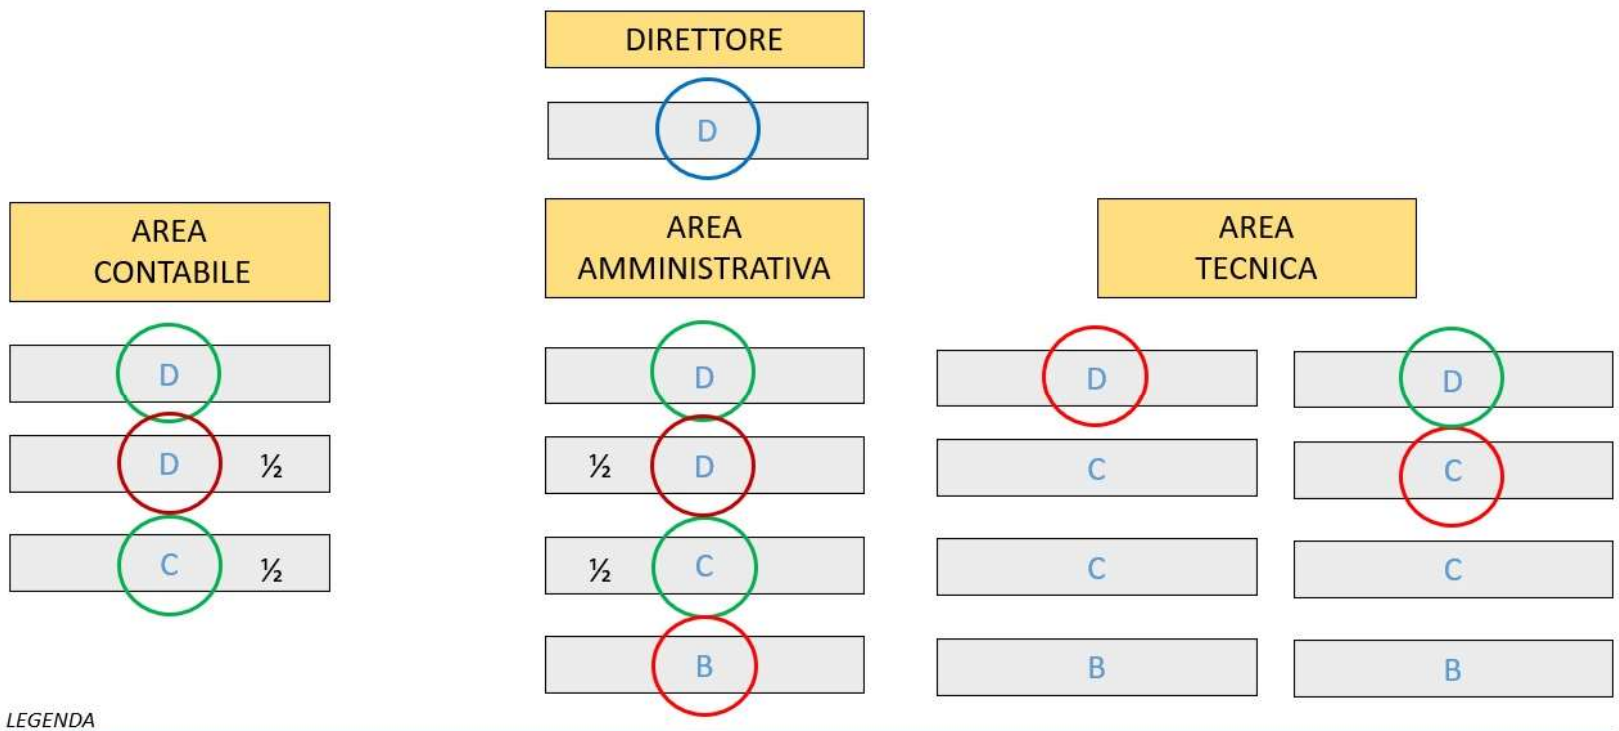 DIRETTORE
D
AREA
CONTABILE
D
D ½
C ½
AREA
AMMINISTRATIVA
D
½ D
½ C
B
AREA
TECNICA
D
C
C
B
D
C
C
B
LEGENDA